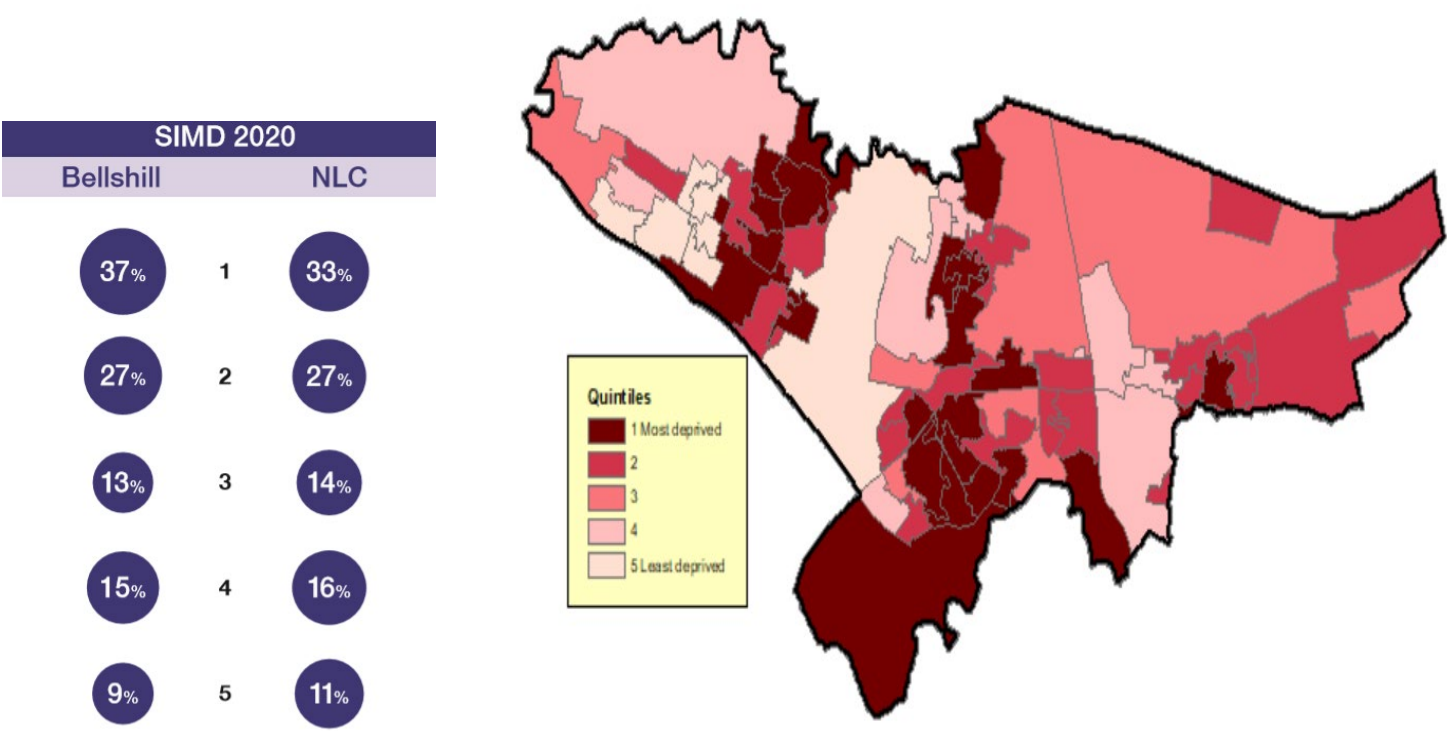 SIMD 2020
Bellshill NLC
37% 1 33%
27% 2 27%
13% 3 14%
15% 4 16%
9% 5 11%
Quintiles
1 Most deprived
2
3
4
5 Least deprived